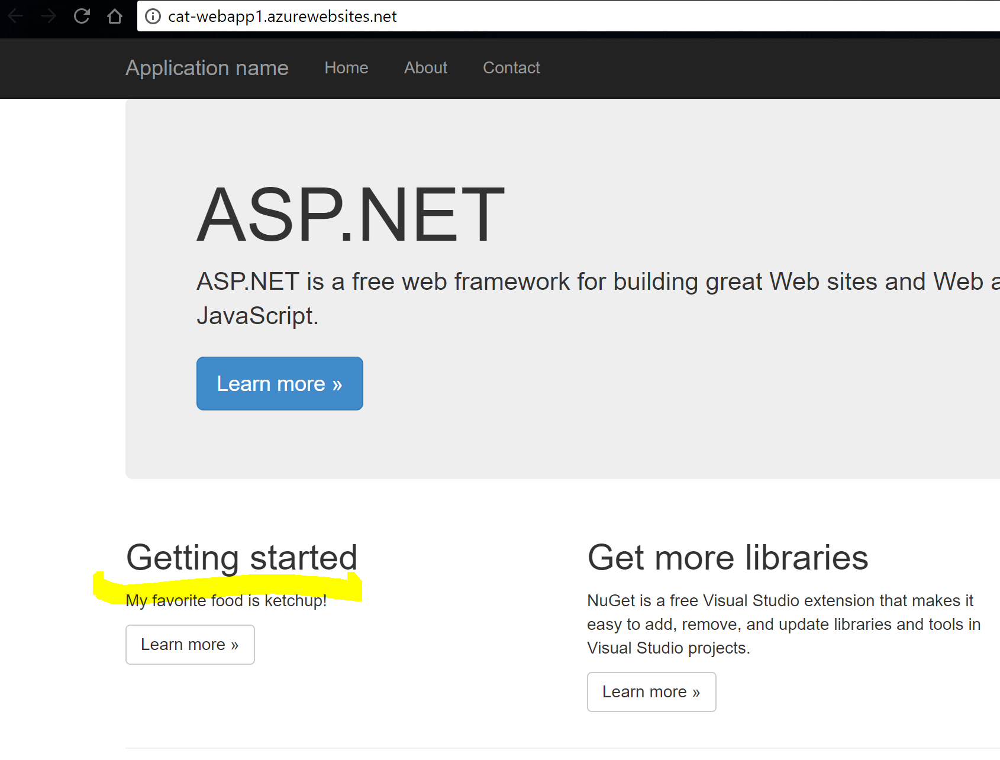 cat-webapp1.azurewebsites.net
Application name Home About Contact
ASP.NET
ASP.NET is a free web framework for building great Web sites and Web a
JavaScript.
Learn more »
Getting started
My favorite food is ketchup!
Learn more »
Get more libraries
NuGet is a free Visual Studio extension that makes it
easy to add, remove, and update libraries and tools in
Visual Studio projects.
Learn more »